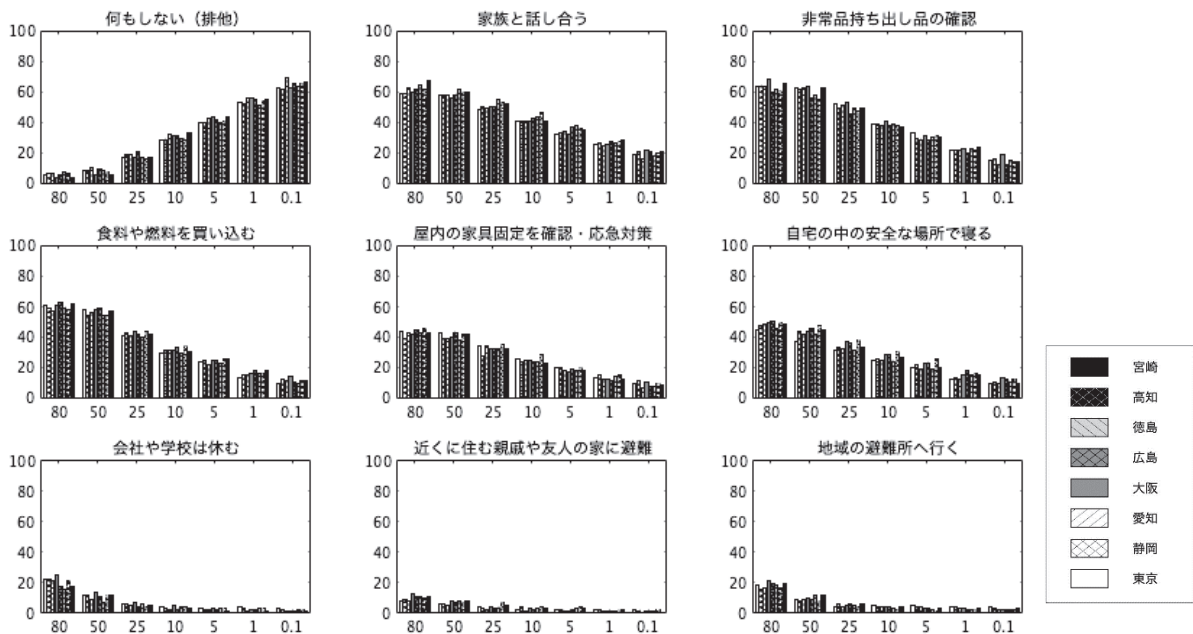 何もしない（排他）
100
80
60
40
20
0
80 50 25 10 5 1 0.1
家族と話し合う
100
80
60
40
20
0
80 50 25 10 5 1 0.1
非常品持ち出し品の確認
100
80
60
40
20
0
80 50 25 10 5 1 0.1
食料や燃料を買い込む
100
80
60
40
20
0
80 50 25 10 5 1 0.1
屋内の家具固定を確認・応急対策
100
80
60
40
20
0
80 50 25 10 5 1 0.1
自宅の中の安全な場所で寝る
100
80
60
40
20
0
80 50 25 10 5 1 0.1
会社や学校は休む
100
80
60
40
20
0
80 50 25 10 5 1 0.1
近くに住む親戚や友人の家に避難
100
80
60
40
20
0
80 50 25 10 5 1 0.1
地域の避難所へ行く
100
80
60
40
20
0
80 50 25 10 5 1 0.1
宮崎
高知
徳島
広島
大阪
愛知
静岡
東京